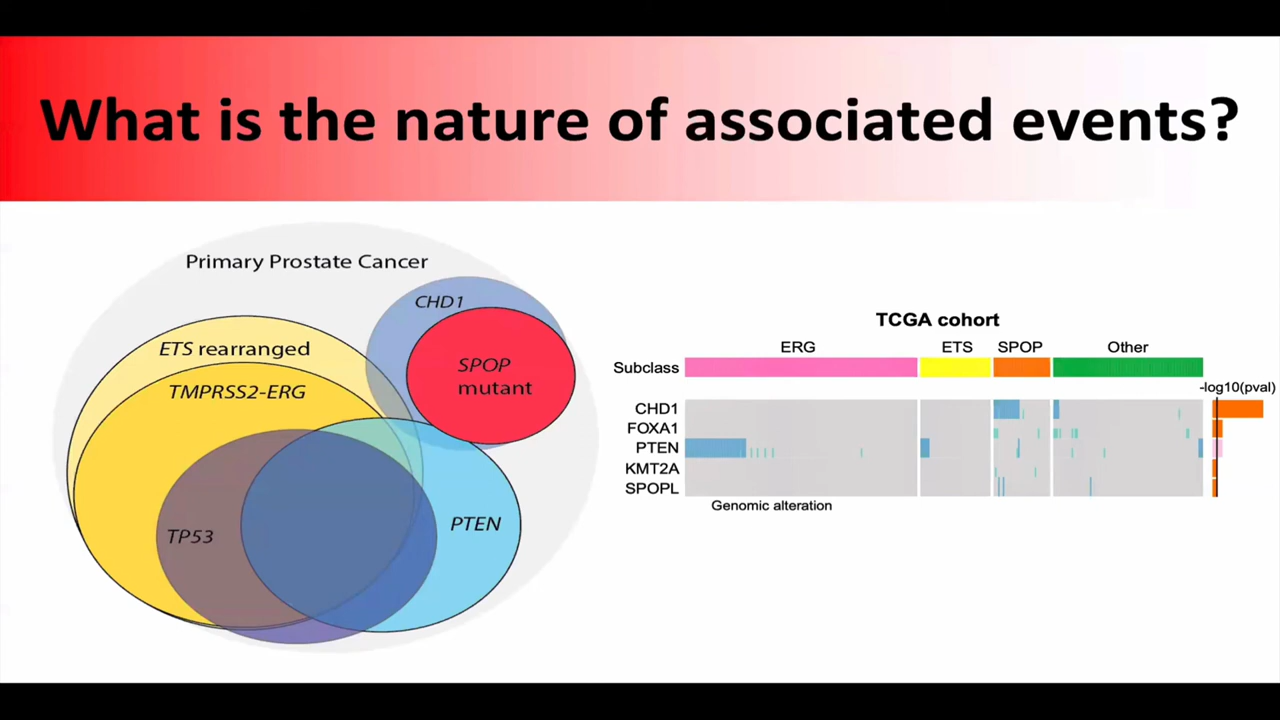 What is the nature of associated events?
Primary Prostate Cancer
CHD1
ETS rearranged
SPOP
mutant
TMPRSS2-ERG
TP53
PTEN
TCGA cohort
ERG ETS SPOP Other
Subclass
-log10(pval)
CHD1
FOXA1
PTEN
KMT2A
SPOPL
Genomic alteration